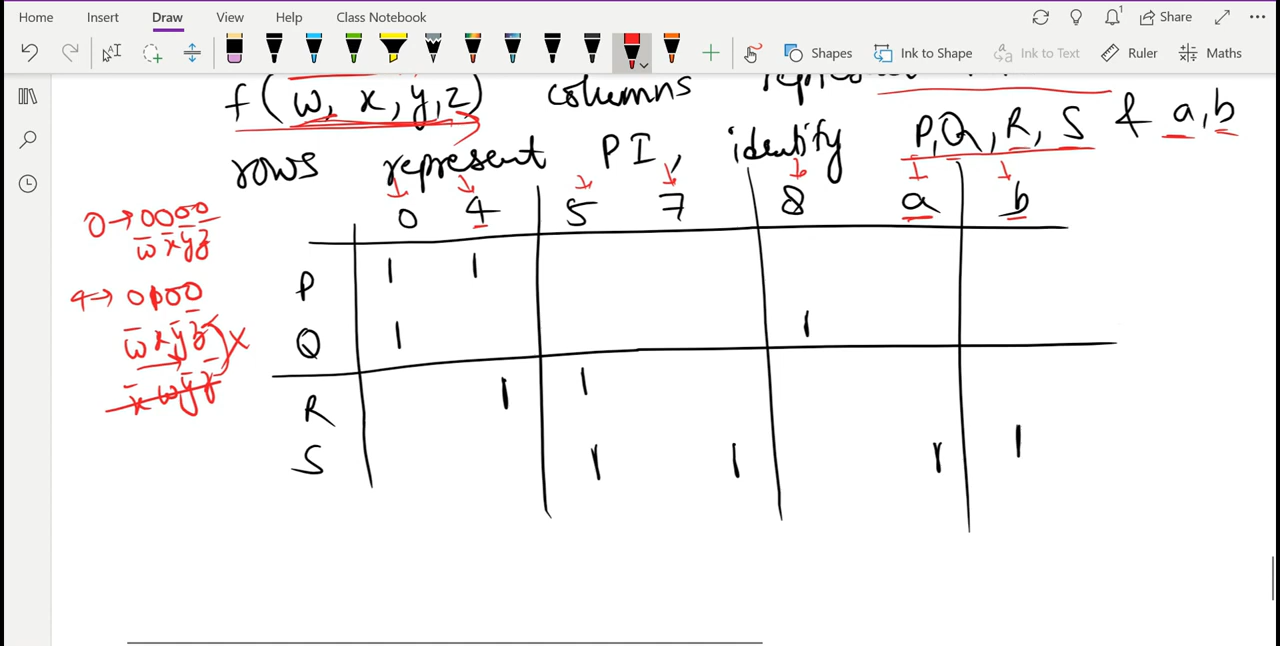 Home Insert Draw View Help Class Notebook 1 Share
Ink to Shape Ink to Text Ruler Maths Shapes
f(w, x, y, z) columns
rows represent PI, identify P, Q, R, S & a, b
0 4 5 7 8 a b
P 1 1
Q 1 1
R 1 1
S 1 1 1 1
0→0000
w̅ x̅ y̅ z̅
4→0100
w̅ x y̅ z̅ X
x̅ w y̅ z̅